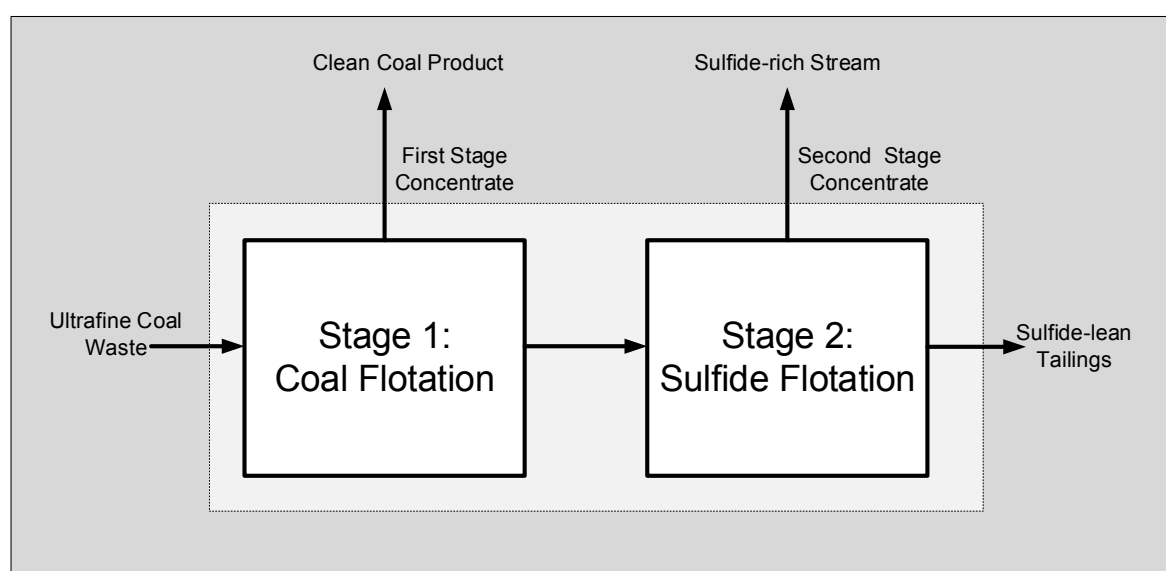 Clean Coal Product
Sulfide-rich Stream
First Stage
Concentrate
Second Stage
Concentrate
Ultrafine Coal
Waste
Stage 1:
Coal Flotation
Stage 2:
Sulfide Flotation
Sulfide-lean
Tailings